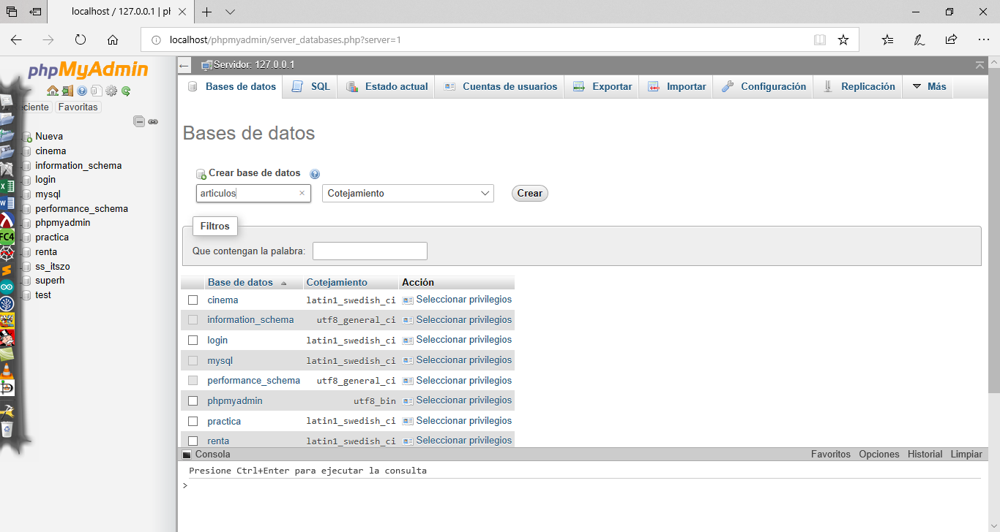 localhost / 127.0.0.1 | pl
localhost/phpmyadmin/server_databases.php?server=1
phpMyAdmin
Servidor: 127.0.0.1
Bases de datos SQL Estado actual Cuentas de usuarios Exportar Importar Configuración Replicación Más
ciente Favoritas
Nueva
cinema
information_schema
login
mysql
performance_schema
phpmyadmin
practica
renta
ss_itszo
superh
test
Bases de datos
Crear base de datos
articulos Cotejamiento Crear
Filtros
Que contengan la palabra:
Base de datos Cotejamiento Acción
cinema latin1_swedish_ci Seleccionar privilegios
information_schema utf8_general_ci Seleccionar privilegios
login latin1_swedish_ci Seleccionar privilegios
mysql latin1_swedish_ci Seleccionar privilegios
performance_schema utf8_general_ci Seleccionar privilegios
phpmyadmin utf8_bin Seleccionar privilegios
practica latin1_swedish_ci Seleccionar privilegios
renta latin1_swedish_ci Seleccionar privilegios
Consola Favoritos Opciones Historial Limpiar
Presione Ctrl+Enter para ejecutar la consulta
>
FC4